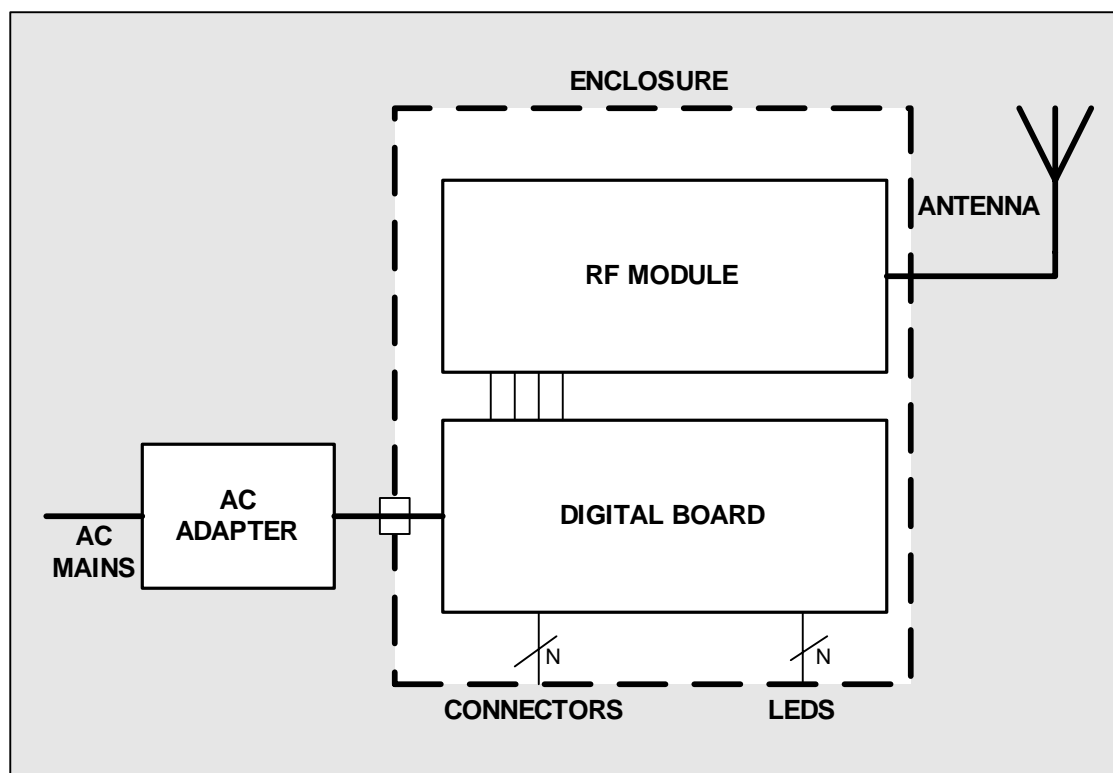 ENCLOSURE
ANTENNA
RF MODULE
AC
ADAPTER
DIGITAL BOARD
AC
MAINS
N
N
CONNECTORS
LEDS